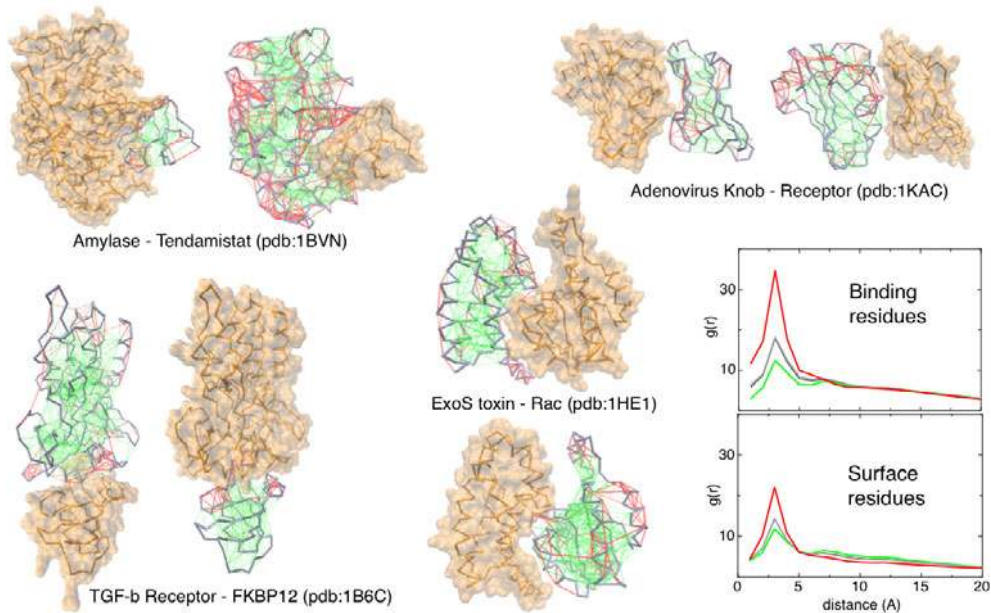 Amylase - Tendamistat (pdb:1BVN)
Adenovirus Knob - Receptor (pdb:1KAC)
ExoS toxin - Rac (pdb:1HE1)
TGF-b Receptor - FKBP12 (pdb:1B6C)
Binding
residues
g(r)
30
10
Surface
residues
g(r)
30
10
0
5
10
15
20
distance (A)